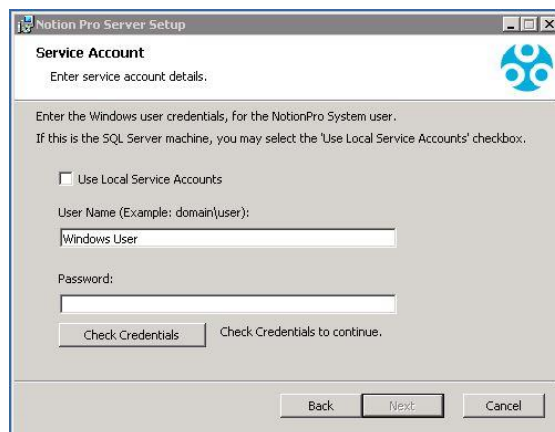 Notion Pro Server Setup
Service Account
Enter service account details.
Enter the Windows user credentials, for the NotionPro System user.
If this is the SQL Server machine, you may select the 'Use Local Service Accounts' checkbox.
Use Local Service Accounts
User Name (Example: domain\user):
Windows User
Password:
Check Credentials Check Credentials to continue.
Back Next Cancel